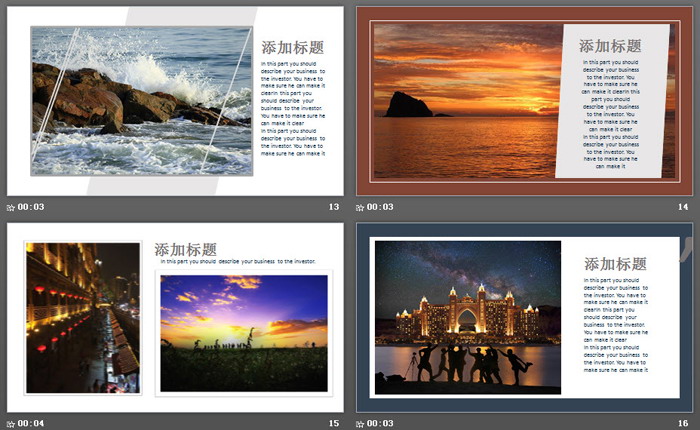 添加标题
In this part you should
describe your business to
the investor. You have to
make sure he can make it
clearIn this part you
should describe your
business to the investor.
You have to make sure he
can make it clear
In this part you should
describe your business to
the investor. You have to
make sure he can make it
00:03
13
添加标题
In this part you should
describe your business
to the investor. You
have to make sure he
can make it clearIn this
part you should
describe your business
to the investor. You
have to make sure he
can make it clear
In this part you should
describe your business
to the investor. You
have to make sure he
can make it
00:03
14
添加标题
In this part you should describe your business to the investor.
00:04
15
添加标题
In this part you should
describe your business to
the investor. You have to
make sure he can make it
clearIn this part you
should describe your
business to the investor.
You have to make sure he
can make it clear
In this part you should
describe your business to
the investor. You have to
make sure he can make it
00:03
16